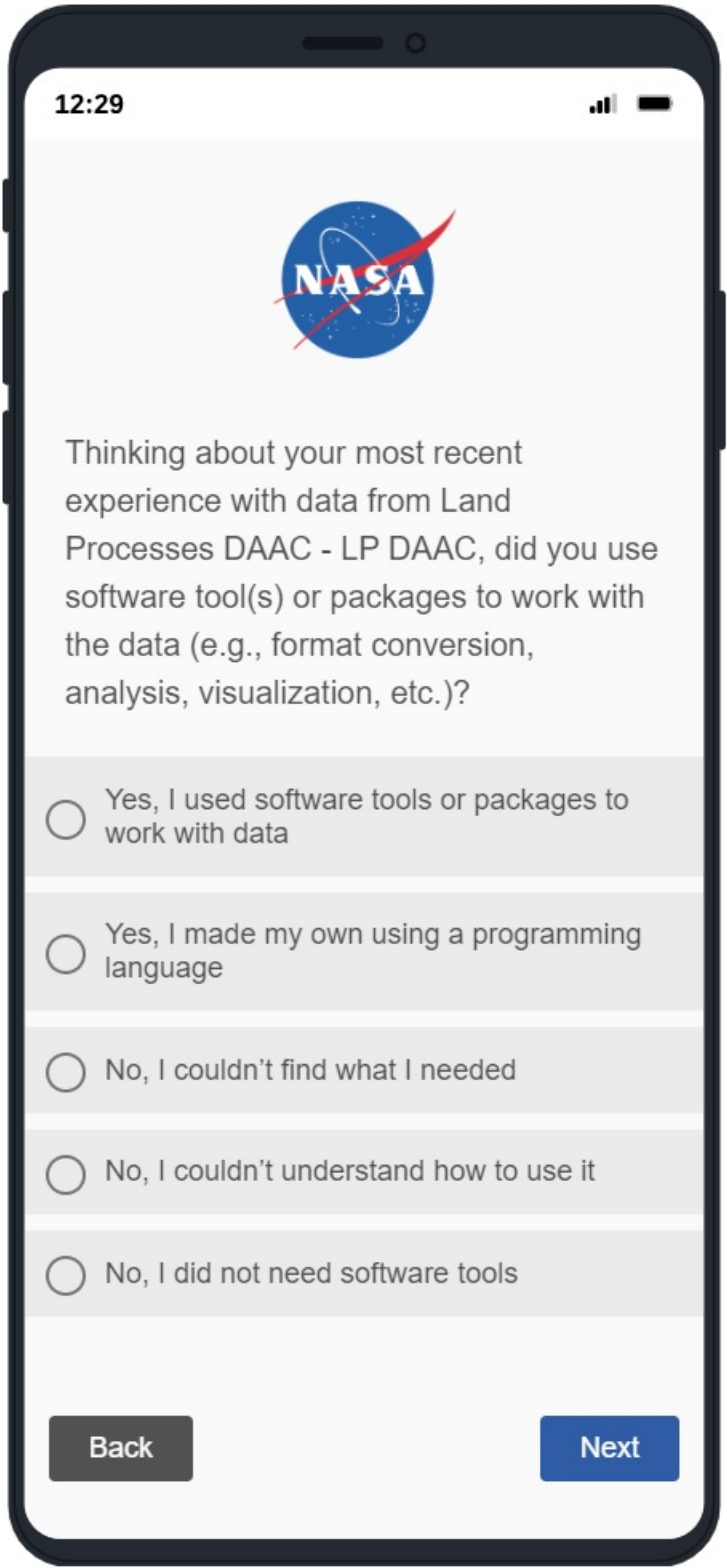 12:29
NASA
Thinking about your most recent
experience with data from Land
Processes DAAC - LP DAAC, did you use
software tool(s) or packages to work with
the data (e.g., format conversion,
analysis, visualization, etc.)?
Yes, I used software tools or packages to
work with data
Yes, I made my own using a programming
language
No, I couldn’t find what I needed
No, I couldn’t understand how to use it
No, I did not need software tools
Back
Next